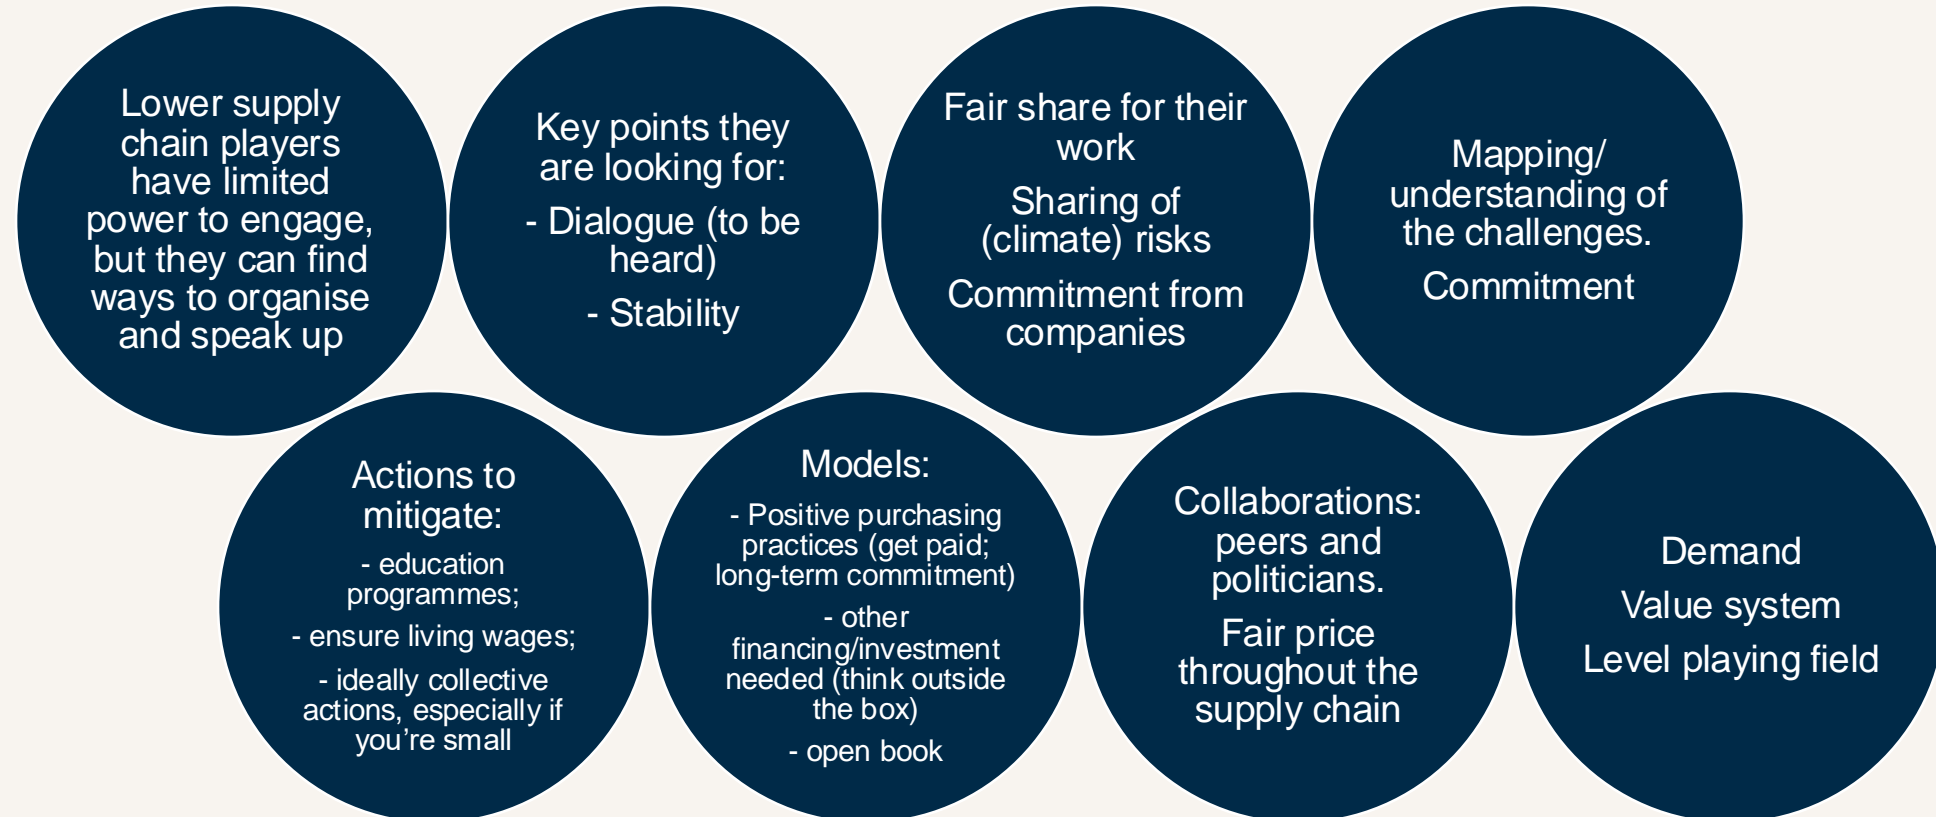 Lower supply
chain players
have limited
power to engage,
but they can find
ways to organise
and speak up
Key points they
are looking for:
- Dialogue (to be
heard)
- Stability
Fair share for their
work
Sharing of
(climate) risks
Commitment from
companies
Mapping/
understanding of
the challenges.
Commitment
Actions to
mitigate:
- education
programmes;
- ensure living wages;
- ideally collective
actions, especially if
you’re small
Models:
- Positive purchasing
practices (get paid;
long-term commitment)
- other
financing/investment
needed (think outside
the box)
- open book
Collaborations:
peers and
politicians.
Fair price
throughout the
supply chain
Demand
Value system
Level playing field